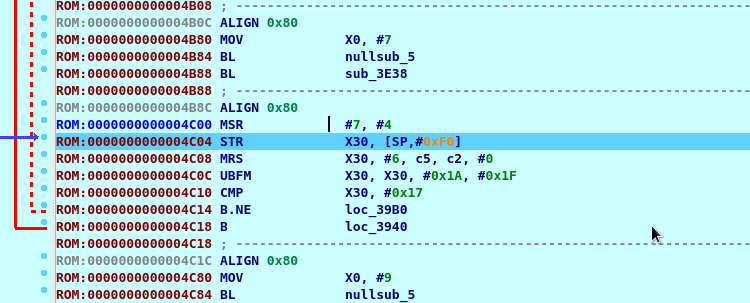 ROM:0000000000004B08 ; ---------------------------------------------------------------------------
ROM:0000000000004B0C ALIGN 0x80
ROM:0000000000004B80 MOV X0, #7
ROM:0000000000004B84 BL nullsub_5
ROM:0000000000004B88 BL sub_3E38
ROM:0000000000004B88 ; ---------------------------------------------------------------------------
ROM:0000000000004B8C ALIGN 0x80
ROM:0000000000004C00 MSR #7, #4
ROM:0000000000004C04 STR X30, [SP,#0xF0]
ROM:0000000000004C08 MRS X30, #6, c5, c2, #0
ROM:0000000000004C0C UBFM X30, X30, #0x1A, #0x1F
ROM:0000000000004C10 CMP X30, #0x17
ROM:0000000000004C14 B.NE loc_39B0
ROM:0000000000004C18 B loc_3940
ROM:0000000000004C18 ; ---------------------------------------------------------------------------
ROM:0000000000004C1C ALIGN 0x80
ROM:0000000000004C80 MOV X0, #9
ROM:0000000000004C84 BL nullsub_5